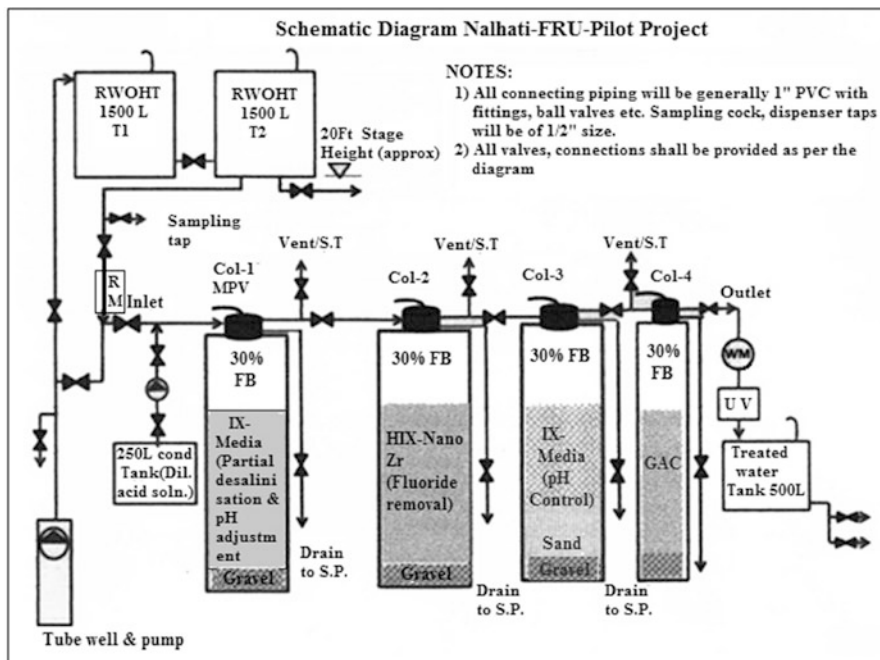 Schematic Diagram Nalhati-FRU-Pilot Project
RWOHT
1500 L
T1
RWOHT
1500 L
T2
NOTES:
1) All connecting piping will be generally 1" PVC with
fittings, ball valves etc. Sampling cock, dispenser taps
will be of 1/2" size.
2) All valves, connections shall be provided as per the
diagram
20Ft Stage
Height (approx)
Sampling
tap
Vent/S.T
Vent/S.T
Vent/S.T
R
M
Inlet
Col-1
MPV
Col-2
Col-3
Col-4
Outlet
WM
UV
30%
FB
30% FB
30% FB
30%
FB
250L cond
Tank(Dil.
acid soln.)
IX-
Media
(Partial
desalini
sation &
pH
adjustm
ent
Gravel
HIX-Nano
Zr
(Fluoride
removal)
Gravel
IX-
Media
(pH
Control)
Sand
Gravel
GAC
Treated
water
Tank 500L
Drain
to S.P.
Drain
to S.P.
Drain
to S.P.
Tube well & pump